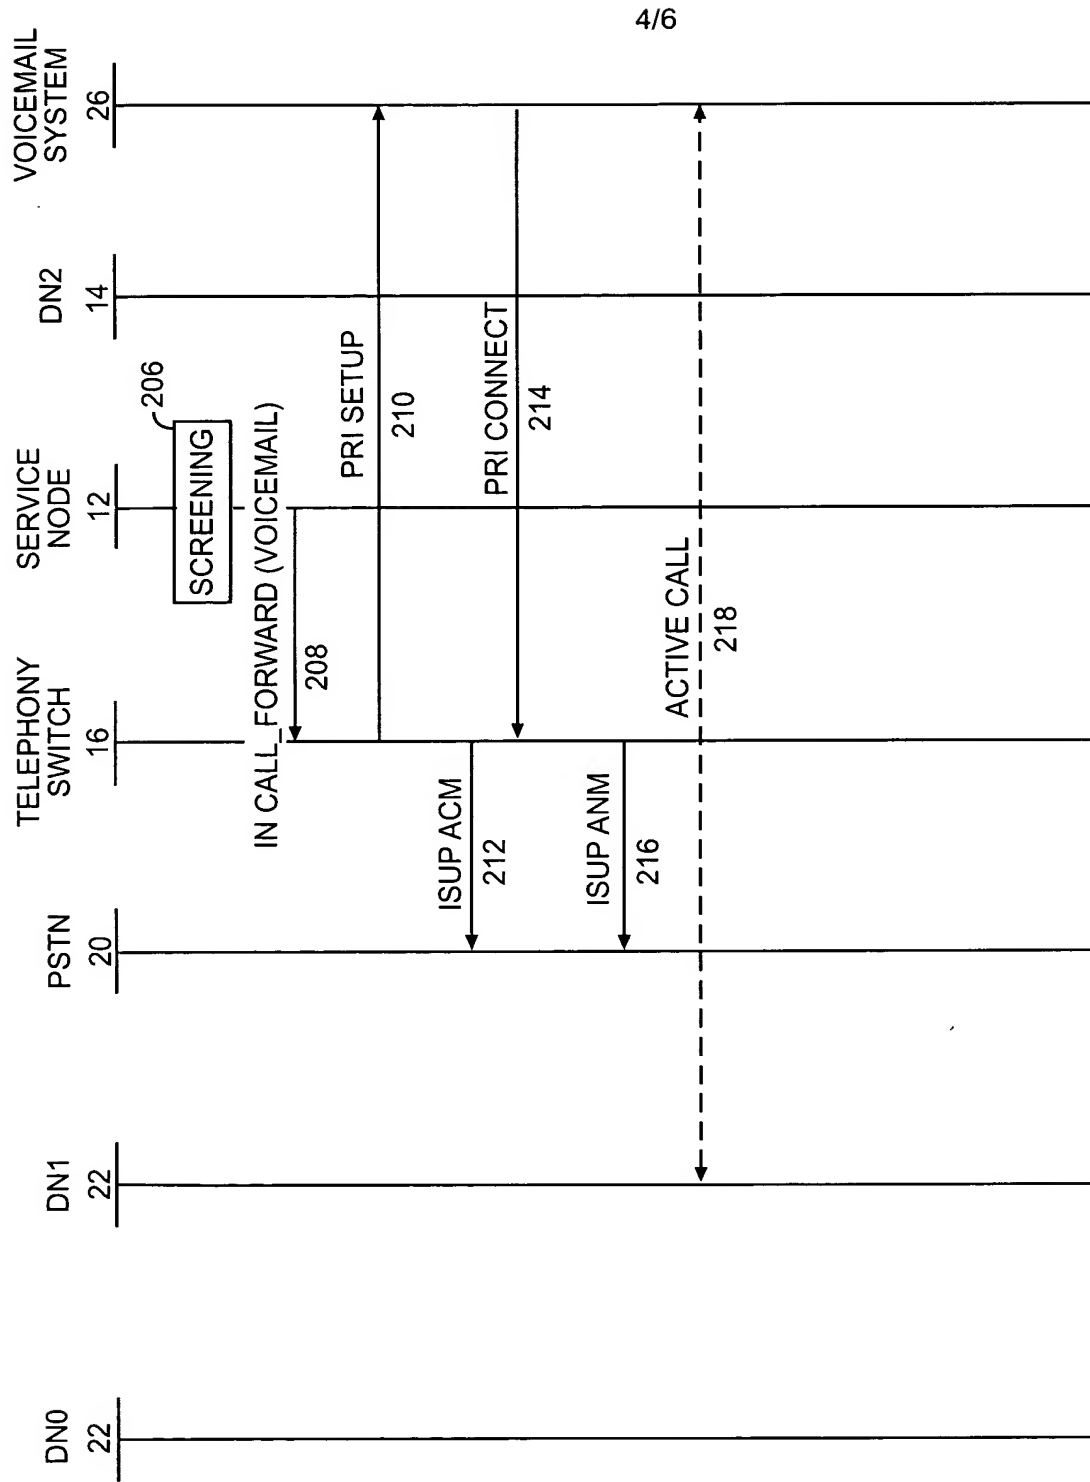 4/6
DN0
22
DN1
22
PSTN
20
TELEPHONY
SWITCH
16
SERVICE
NODE
12
DN2
14
VOICEMAIL
SYSTEM
26
SCREENING
206
IN CALL_FORWARD (VOICEMAIL)
208
PRI SETUP
210
ISUP ACM
212
PRI CONNECT
214
ISUP ANM
216
ACTIVE CALL
218